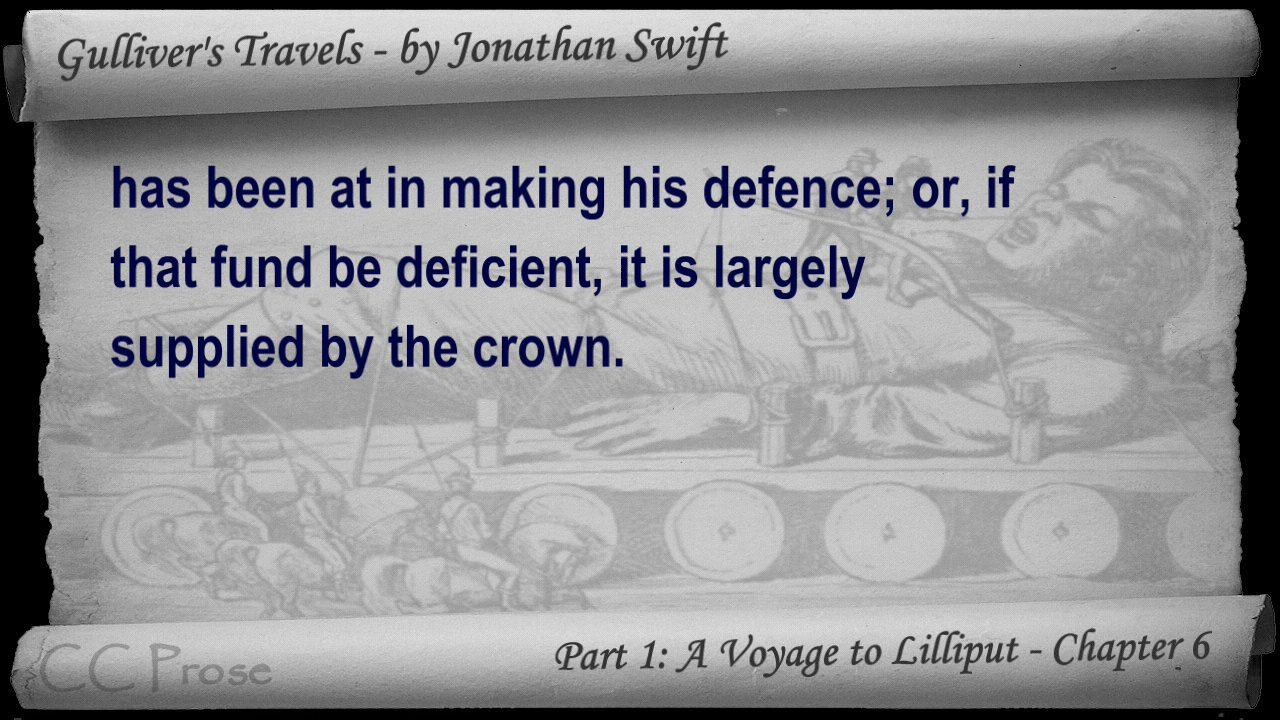 Gulliver's Travels - by Jonathan Swift
has been at in making his defence; or, if
that fund be deficient, it is largely
supplied by the crown.
Part 1: A Voyage to Lilliput - Chapter 6
CC Prose